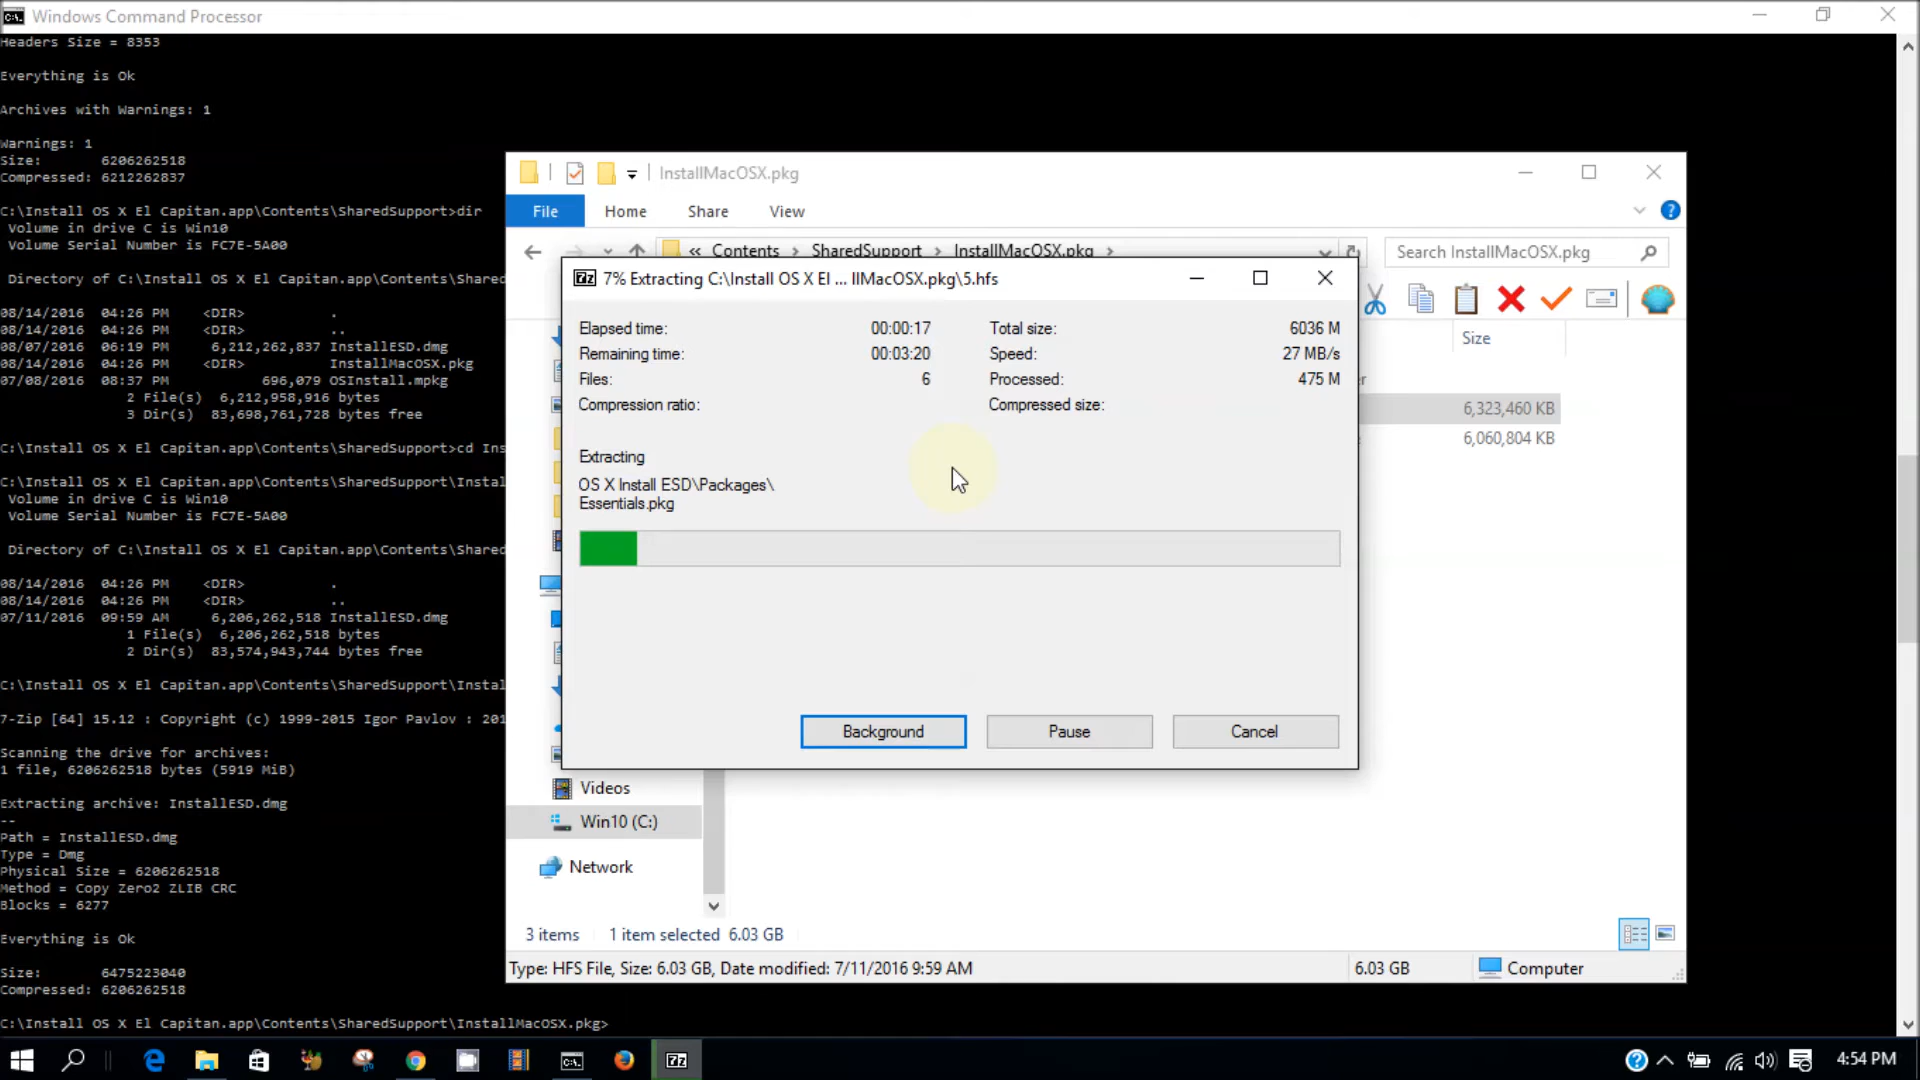 Windows Command Processor
Headers Size = 8353
Everything is Ok
Archives with Warnings: 1
Warnings: 1
Size:       6206262518
Compressed: 6212262837
C:\Install OS X El Capitan.app\Contents\SharedSupport>dir
Volume in drive C is Win10
Volume Serial Number is FC7E-5A00
Directory of C:\Install OS X El Capitan.app\Contents\Shared
08/14/2016  04:26 PM    <DIR>          .
08/14/2016  04:26 PM    <DIR>          ..
08/07/2016  06:19 PM     6,212,262,837 InstallESD.dmg
08/14/2016  04:26 PM    <DIR>          InstallMacOSX.pkg
07/08/2016  08:37 PM           696,079 OSInstall.mpkg
2 File(s)  6,212,958,916 bytes
3 Dir(s)  83,698,761,728 bytes free
C:\Install OS X El Capitan.app\Contents\SharedSupport>cd Ins
C:\Install OS X El Capitan.app\Contents\SharedSupport\Instal
Volume in drive C is Win10
Volume Serial Number is FC7E-5A00
Directory of C:\Install OS X El Capitan.app\Contents\Shared
08/14/2016  04:26 PM    <DIR>          .
08/14/2016  04:26 PM    <DIR>          ..
07/11/2016  09:59 AM     6,206,262,518 InstallESD.dmg
1 File(s)  6,206,262,518 bytes
2 Dir(s)  83,574,943,744 bytes free
C:\Install OS X El Capitan.app\Contents\SharedSupport\Instal
7-Zip [64] 15.12 : Copyright (c) 1999-2015 Igor Pavlov : 201
Scanning the drive for archives:
1 file, 6206262518 bytes (5919 MiB)
Extracting archive: InstallESD.dmg
--
Path = InstallESD.dmg
Type = Dmg
Physical Size = 6206262518
Method = Copy Zero2 ZLIB CRC
Blocks = 6277
Everything is Ok
Size:       6475223040
Compressed: 6206262518
C:\Install OS X El Capitan.app\Contents\SharedSupport\InstallMacOSX.pkg>
InstallMacOSX.pkg
File Home Share View
« Contents > SharedSupport > InstallMacOSX.pkg >
Search InstallMacOSX.pkg
Size
6,323,460 KB
6,060,804 KB
7z 7% Extracting C:\Install OS X El ... llMacOSX.pkg\5.hfs
Elapsed time: 00:00:17 Total size: 6036 M
Remaining time: 00:03:20 Speed: 27 MB/s
Files: 6 Processed: 475 M
Compression ratio: Compressed size:
Extracting
OS X Install ESD\Packages\
Essentials.pkg
Background Pause Cancel
Videos
Win10 (C:)
Network
3 items 1 item selected 6.03 GB
Type: HFS File, Size: 6.03 GB, Date modified: 7/11/2016 9:59 AM 6.03 GB Computer
7z
4:54 PM